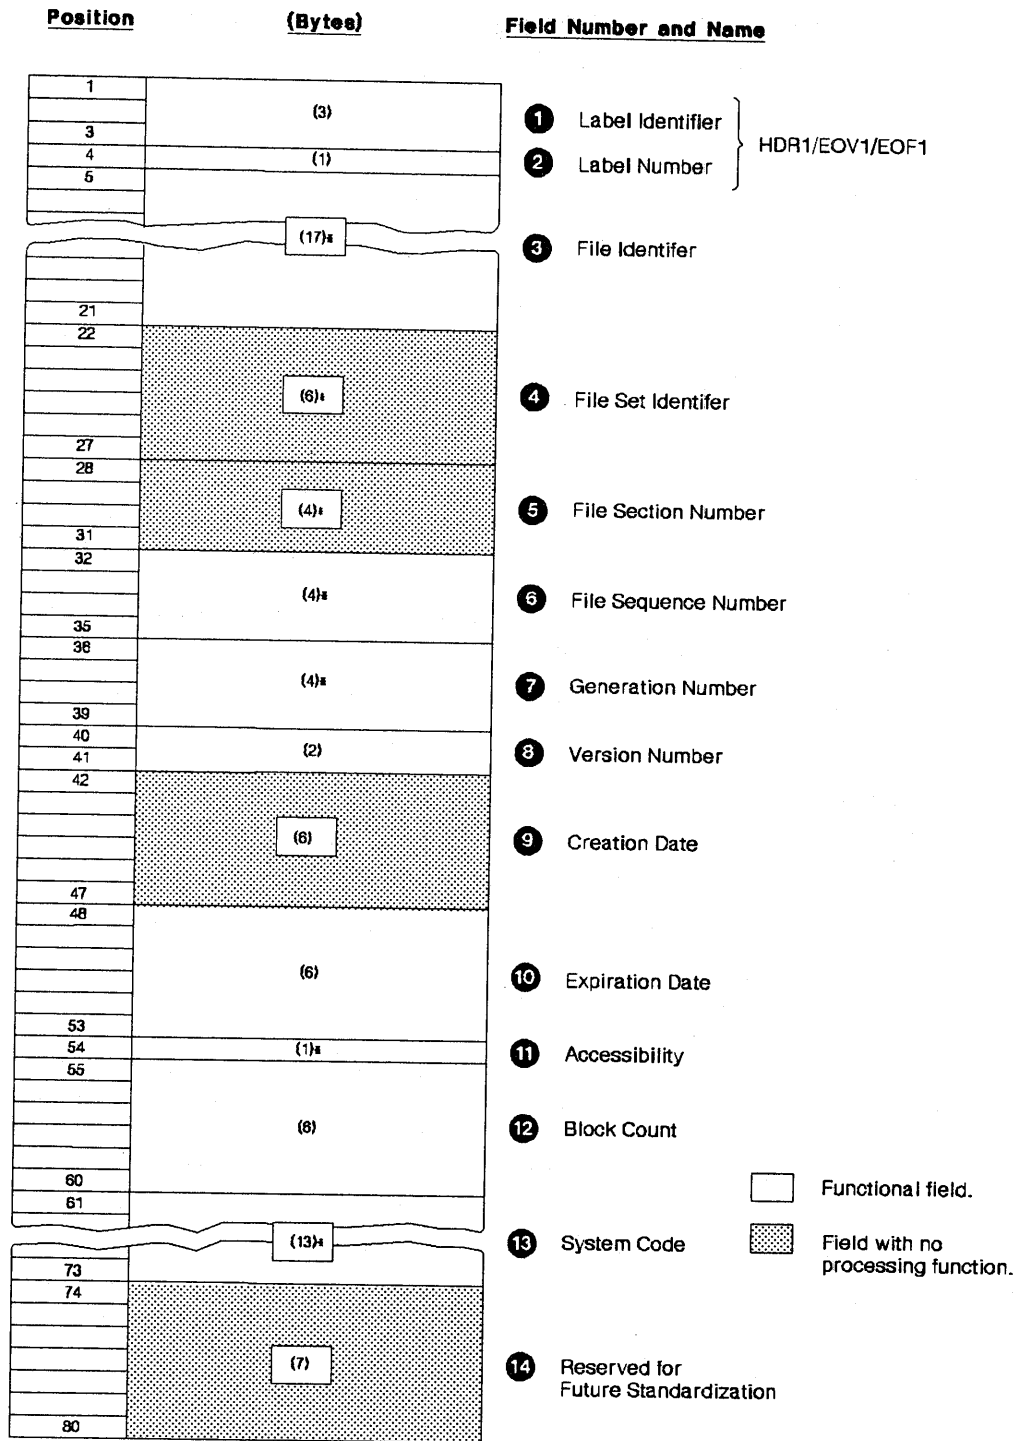 Position (Bytes) Field Number and Name
1
(3)
1 Label Identifier
3
HDR1/EOV1/EOF1
4 (1)
2 Label Number
5
(17)*
3 File Identifer
21
22
(6)*
4 File Set Identifer
27
28
(4)*
5 File Section Number
31
32
(4)*
6 File Sequence Number
35
36
(4)*
7 Generation Number
39
40
(2)
8 Version Number
41
42
(6)
9 Creation Date
47
48
(6)
10 Expiration Date
53
54 (1)*
11 Accessibility
55
(6)
12 Block Count
60
Functional field.
61
(13)*
13 System Code
Field with no
processing function.
73
74
(7)
14 Reserved for
Future Standardization
80